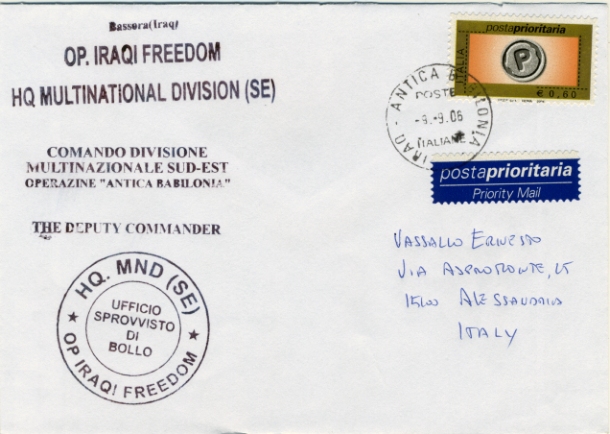 Bassora(Iraq)
OP. IRAQI FREEDOM
HQ MULTINATIONAL DIVISION (SE)
COMANDO DIVISIONE
MULTINAZIONALE SUD-EST
OPERAZINE "ANTICA BABILONIA"
THE DEPUTY COMMANDER
HQ. MND (SE)
UFFICIO
SPROVVISTO
DI
BOLLO
OP IRAQI FREEDOM
postaprioritaria
P
€ 0,60
IRAQ - ANTICA
POSTE
-9.-9.06
ITALIANE
postaprioritaria
Priority Mail
VASSALLO ERNESTO
VIA ASPROMONTE, 25
15100 ALESSANDRIA
ITALY